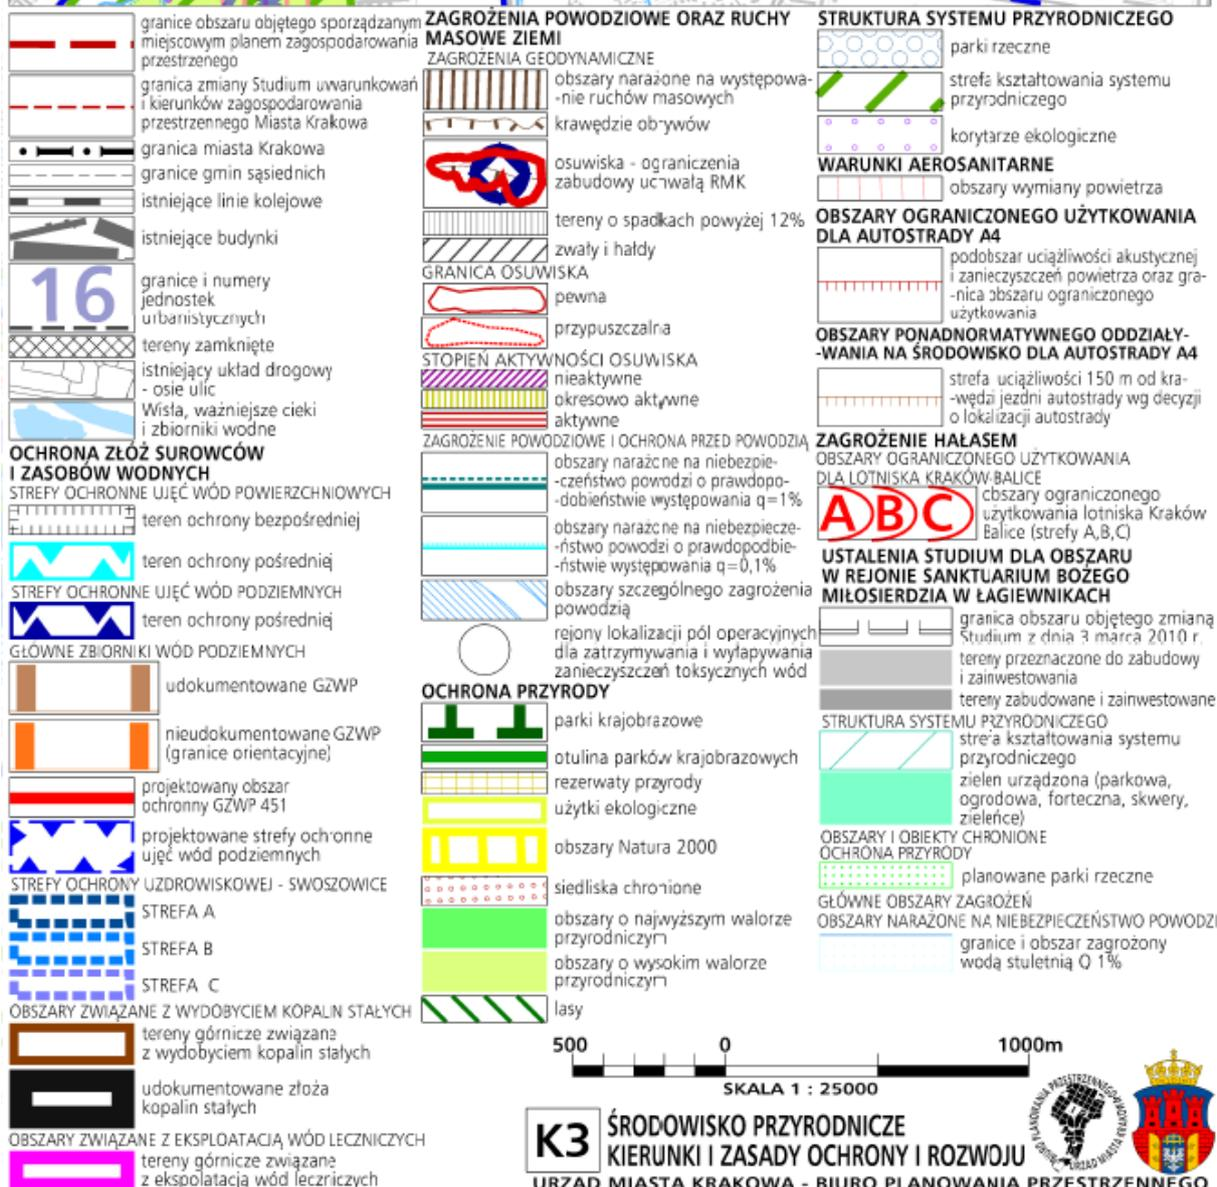 granice obszaru objętego sporządzanym
miejscowym planem zagospodarowania
przestrzenego
granica zmiany Studium uwarunkowań
i kierunków zagospodarowania
przestrzennego Miasta Krakowa
granica miasta Krakowa
granice gmin sąsiednich
istniejące linie kolejowe
istniejące budynki
16
granice i numery
jednostek
urbanistycznych
tereny zamknięte
istniejący układ drogowy
- osie ulic
Wisła, ważniejsze cieki
i zbiorniki wodne
OCHRONA ZŁÓŻ SUROWCÓW
I ZASOBÓW WODNYCH
STREFY OCHRONNE UJĘĆ WÓD POWIERZCHNIOWYCH
teren ochrony bezpośredniej
teren ochrony pośredniej
STREFY OCHRONNE UJĘĆ WÓD PODZIEMNYCH
teren ochrony pośredniej
GŁÓWNE ZBIORNIKI WÓD PODZIEMNYCH
udokumentowane GZWP
nieudokumentowane GZWP
(granice orientacyjne)
projektowany obszar
ochronny GZWP 451
projektowane strefy ochronne
ujęć wód podziemnych
STREFY OCHRONY UZDROWISKOWEJ - SWOSZOWICE
STREFA A
STREFA B
STREFA C
OBSZARY ZWIĄZANE Z WYDOBYCIEM KOPALIN STAŁYCH
tereny górnicze związane
z wydobyciem kopalin stałych
udokumentowane złoża
kopalin stałych
OBSZARY ZWIĄZANE Z EKSPLOATACJĄ WÓD LECZNICZYCH
tereny górnicze związane
z ekspolatacją wód leczniczych
ZAGROŻENIA POWODZIOWE ORAZ RUCHY
MASOWE ZIEMI
ZAGROŻENIA GEODYNAMICZNE
obszary narażone na występowa-
-nie ruchów masowych
krawędzie obrywów
osuwiska - ograniczenia
zabudowy uchwałą RMK
tereny o spadkach powyżej 12%
zwały i hałdy
GRANICA OSUWISKA
pewna
przypuszczalna
STOPIEŃ AKTYWNOŚCI OSUWISKA
nieaktywne
okresowo aktywne
aktywne
ZAGROŻENIE POWODZIOWE I OCHRONA PRZED POWODZIĄ
obszary narażone na niebezpie-
-czeństwo powodzi o prawdopo-
-dobieństwie występowania q=1%
obszary narażone na niebezpiecze-
-ństwo powodzi o prawdopodbie-
-ństwie występowania q=0,1%
obszary szczególnego zagrożenia
powodzią
rejony lokalizacji pól operacyjnych
dla zatrzymywania i wyłapywania
zanieczyszczeń toksycznych wód
OCHRONA PRZYRODY
parki krajobrazowe
otulina parków krajobrazowych
rezerwaty przyrody
użytki ekologiczne
obszary Natura 2000
siedliska chronione
obszary o najwyższym walorze
przyrodniczym
obszary o wysokim walorze
przyrodniczym
lasy
STRUKTURA SYSTEMU PRZYRODNICZEGO
parki rzeczne
strefa kształtowania systemu
przyrodniczego
korytarze ekologiczne
WARUNKI AEROSANITARNE
obszary wymiany powietrza
OBSZARY OGRANICZONEGO UŻYTKOWANIA
DLA AUTOSTRADY A4
podobszar uciążliwości akustycznej
i zanieczyszczeń powietrza oraz gra-
-nica obszaru ograniczonego
użytkowania
OBSZARY PONADNORMATYWNEGO ODDZIAŁY-
-WANIA NA ŚRODOWISKO DLA AUTOSTRADY A4
strefa uciążliwości 150 m od kra-
-wędzi jezdni autostrady wg decyzji
o lokalizacji autostrady
ZAGROŻENIE HAŁASEM
OBSZARY OGRANICZONEGO UŻYTKOWANIA
DLA LOTNISKA KRAKÓW-BALICE
A B C
obszary ograniczonego
użytkowania lotniska Kraków
Balice (strefy A,B,C)
USTALENIA STUDIUM DLA OBSZARU
W REJONIE SANKTUARIUM BOŻEGO
MIŁOSIERDZIA W ŁAGIEWNIKACH
granica obszaru objętego zmianą
Studium z dnia 3 marca 2010 r.
tereny przeznaczone do zabudowy
i zainwestowania
tereny zabudowane i zainwestowane
STRUKTURA SYSTEMU PRZYRODNICZEGO
strefa kształtowania systemu
przyrodniczego
zielen urządzona (parkowa,
ogrodowa, forteczna, skwery,
zieleńce)
OBSZARY I OBIEKTY CHRONIONE
OCHRONA PRZYRODY
planowane parki rzeczne
GŁÓWNE OBSZARY ZAGROŻEŃ
OBSZARY NARAŻONE NA NIEBEZPIECZEŃSTWO POWODZI
granice i obszar zagrożony
wodą stuletnią Q 1%
500 0 1000m
SKALA 1 : 25000
K3
ŚRODOWISKO PRZYRODNICZE
KIERUNKI I ZASADY OCHRONY I ROZWOJU
URZĄD MIASTA KRAKOWA - BIURO PLANOWANIA PRZESTRZENNEGO